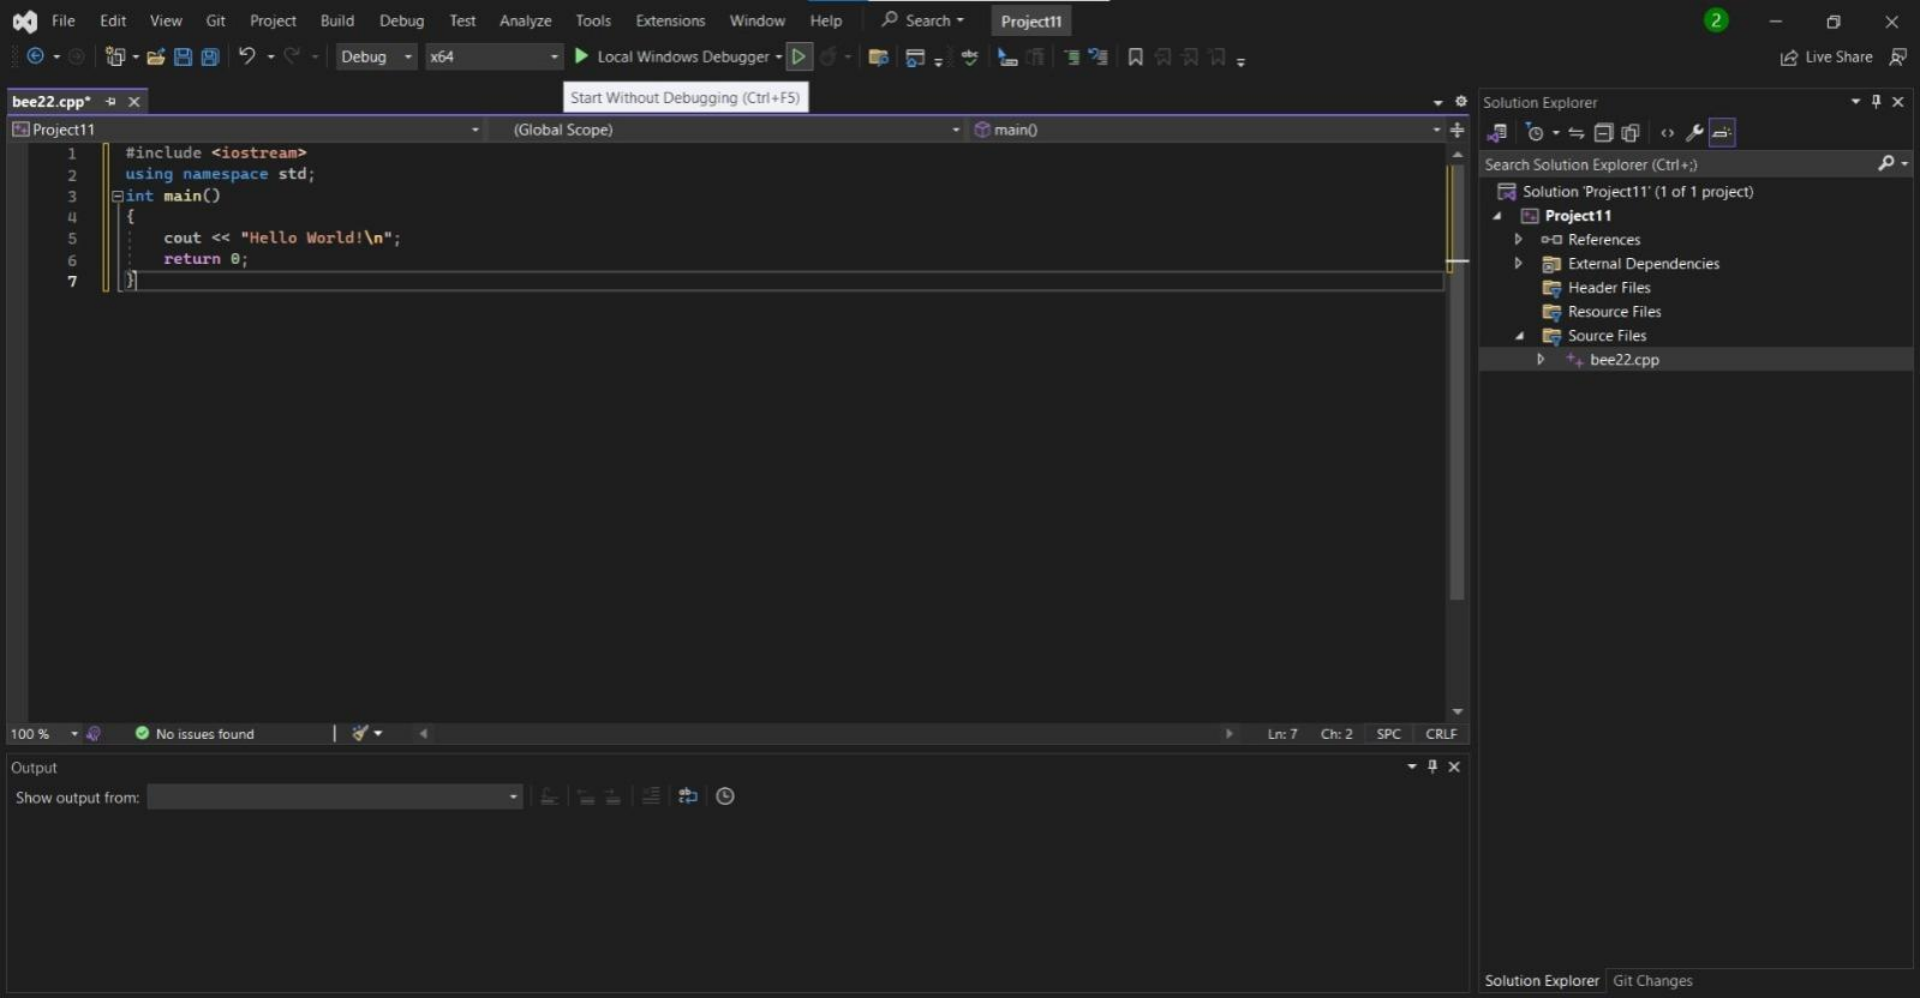 File Edit View Git Project Build Debug Test Analyze Tools Extensions Window Help Search Project11 2
Debug x64 Local Windows Debugger Live Share
bee22.cpp* Start Without Debugging (Ctrl+F5)
Project11 (Global Scope) main()
1 #include <iostream>
2 using namespace std;
3 int main()
4 {
5 cout << "Hello World!\n";
6 return 0;
7 }
100 % No issues found Ln: 7 Ch: 2 SPC CRLF
Output
Show output from:
Solution Explorer
Search Solution Explorer (Ctrl+;)
Solution 'Project11' (1 of 1 project)
Project11
References
External Dependencies
Header Files
Resource Files
Source Files
bee22.cpp
Solution Explorer Git Changes